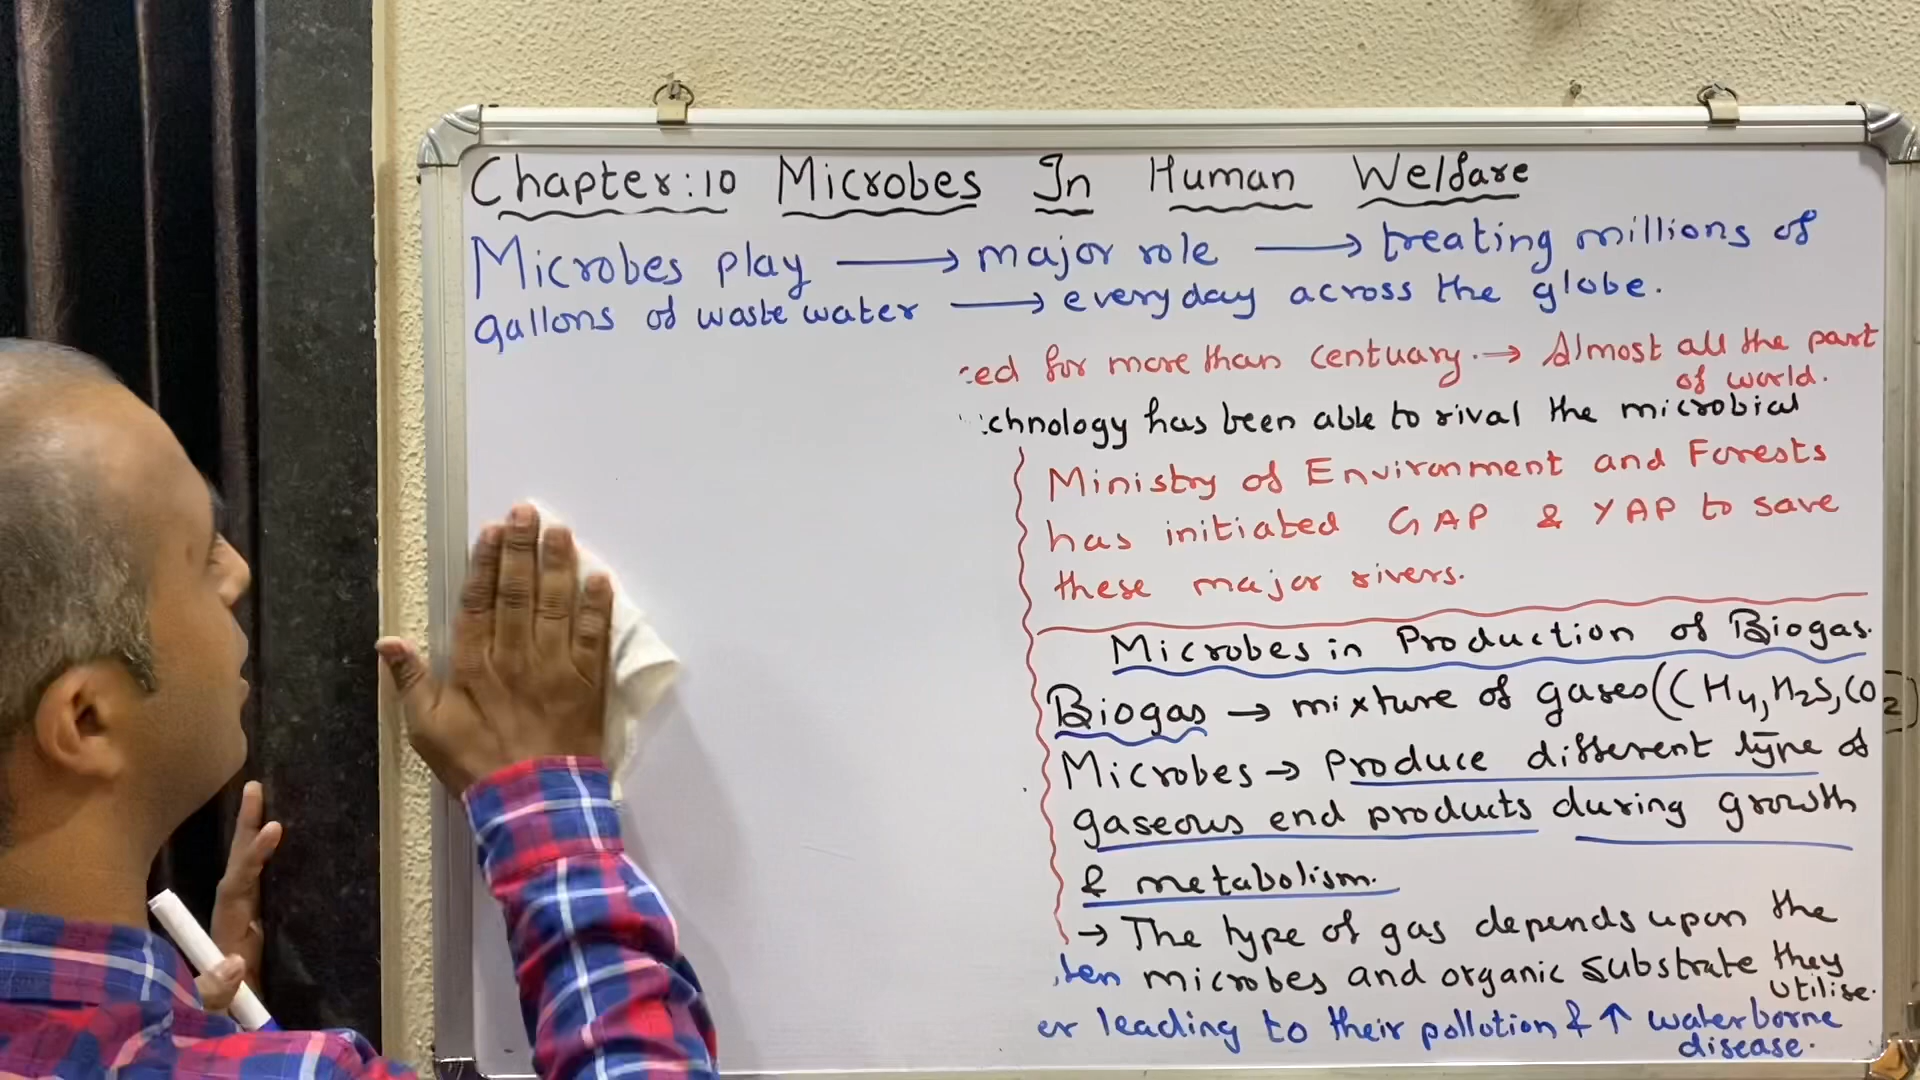 Chapter:10 Microbes In Human Welfare
Microbes play → major role → treating millions of
gallons of waste water → everyday across the globe.
ed for more than centuary. → Almost all the part
of world.
chnology has been able to rival the microbial
Ministry of Environment and Forests
has initiated GAP & YAP to save
these major rivers.
Microbes in Production of Biogas.
Biogas → mixture of gases (CH4, H2S, CO2)
Microbes → Produce different type of
gaseous end products during growth
& metabolism.
→ The type of gas depends upon the
ten microbes and organic substrate they
utilise.
er leading to their pollution & ↑ waterborne
disease.